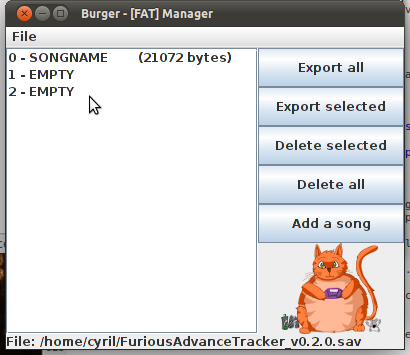 Burger - [FAT] Manager
File
0 - SONGNAME (21072 bytes)
1 - EMPTY
2 - EMPTY
Export all
Export selected
Delete selected
Delete all
Add a song
File: /home/cyril/FuriousAdvanceTracker_v0.2.0.sav